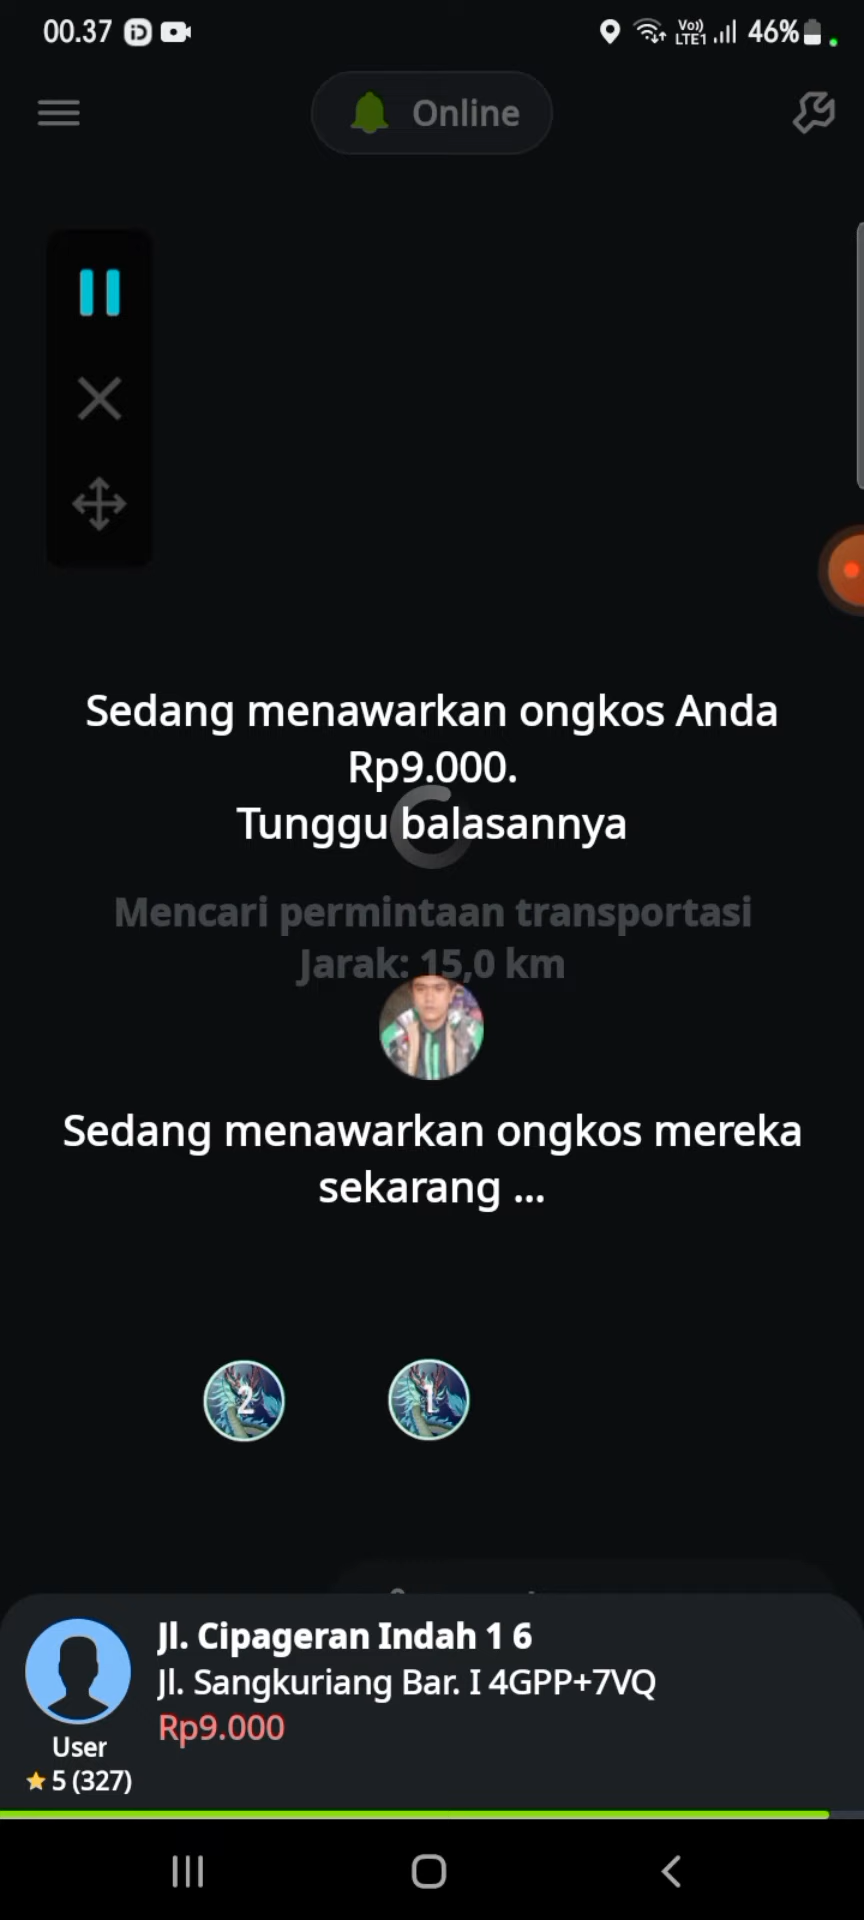 00.37
Vo))
LTE1
46%
Online
Sedang menawarkan ongkos Anda
Rp9.000.
Tunggu balasannya
Mencari permintaan transportasi
Jarak: 15,0 km
Sedang menawarkan ongkos mereka
sekarang ...
2
1
Jl. Cipageran Indah 1 6
Jl. Sangkuriang Bar. I 4GPP+7VQ
Rp9.000
User
5 (327)